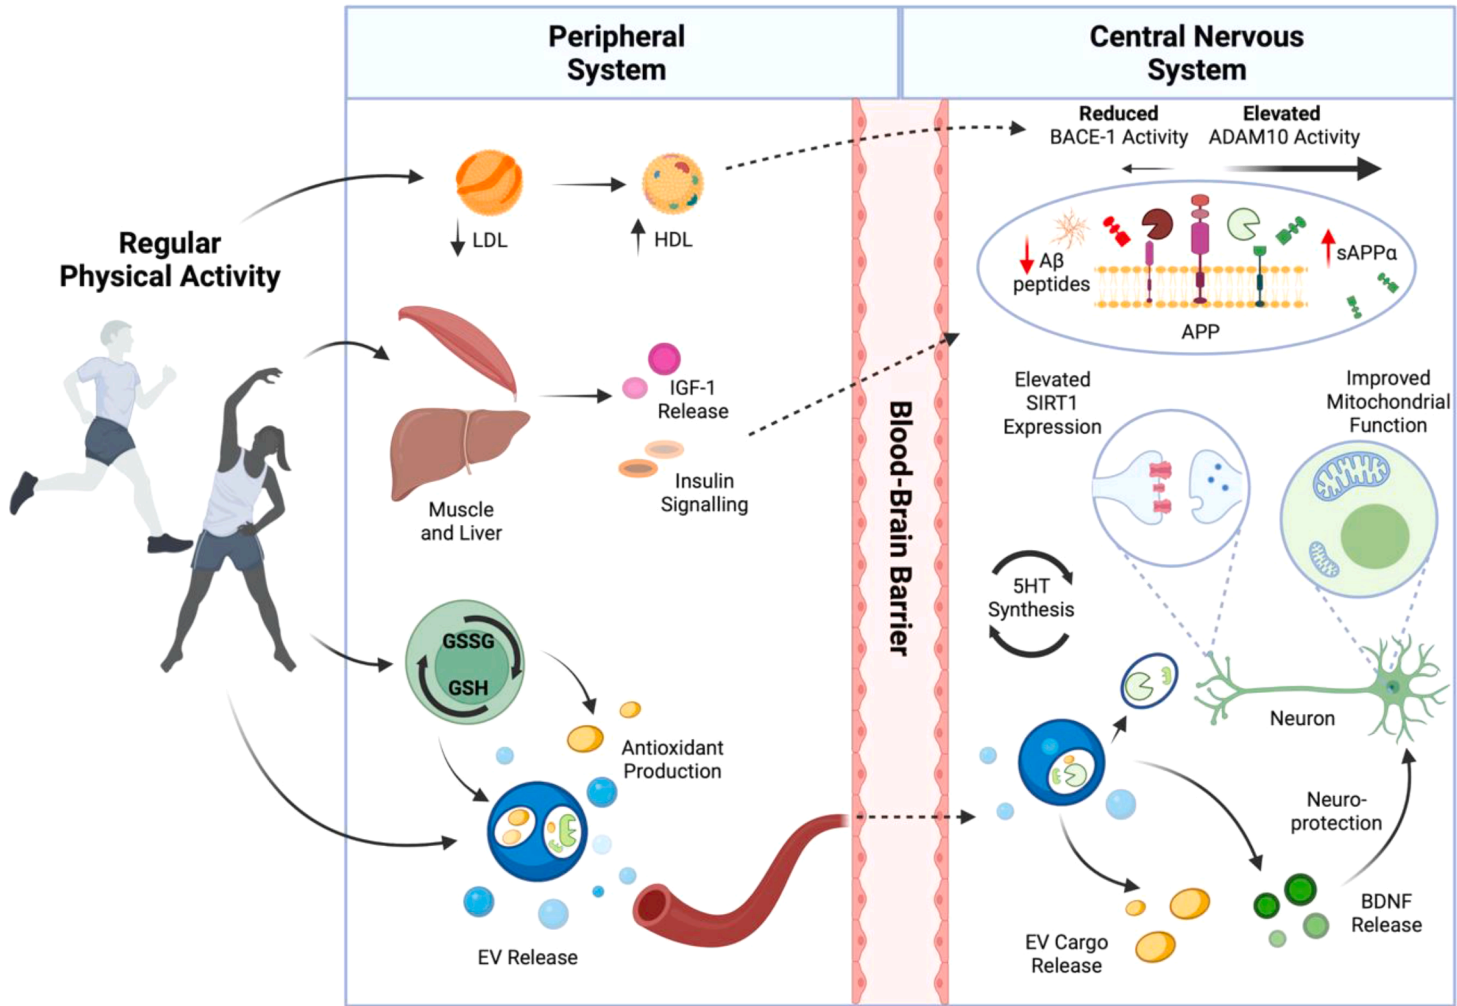 Peripheral
System
Central Nervous
System
Regular
Physical Activity
LDL
HDL
Reduced
BACE-1 Activity
Elevated
ADAM10 Activity
Aβ
peptides
sAPPα
APP
IGF-1
Release
Insulin
Signalling
Muscle
and Liver
Blood-Brain Barrier
Elevated
SIRT1
Expression
Improved
Mitochondrial
Function
5HT
Synthesis
GSSG
GSH
Antioxidant
Production
Neuron
Neuro-
protection
EV Release
EV Cargo
Release
BDNF
Release